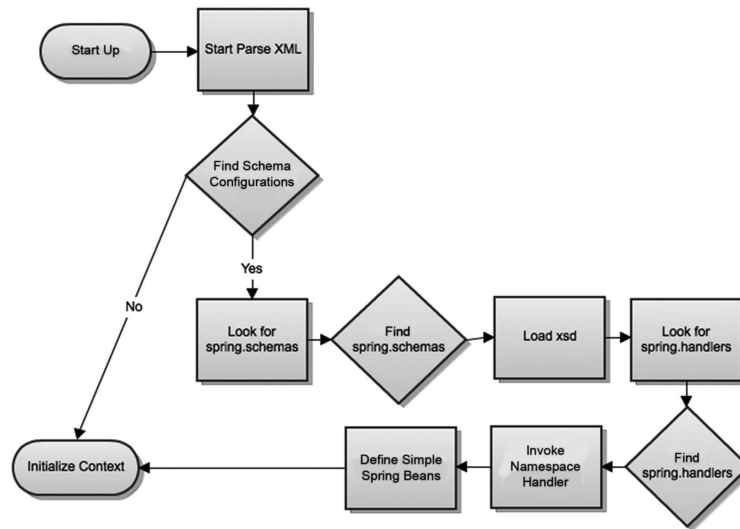 Start Up
Start Parse XML
Find Schema
Configurations
Yes
No
Look for
spring.schemas
Find
spring.schemas
Load xsd
Look for
spring.handlers
Initialize Context
Define Simple
Spring Beans
Invoke
Namespace
Handler
Find
spring.handlers